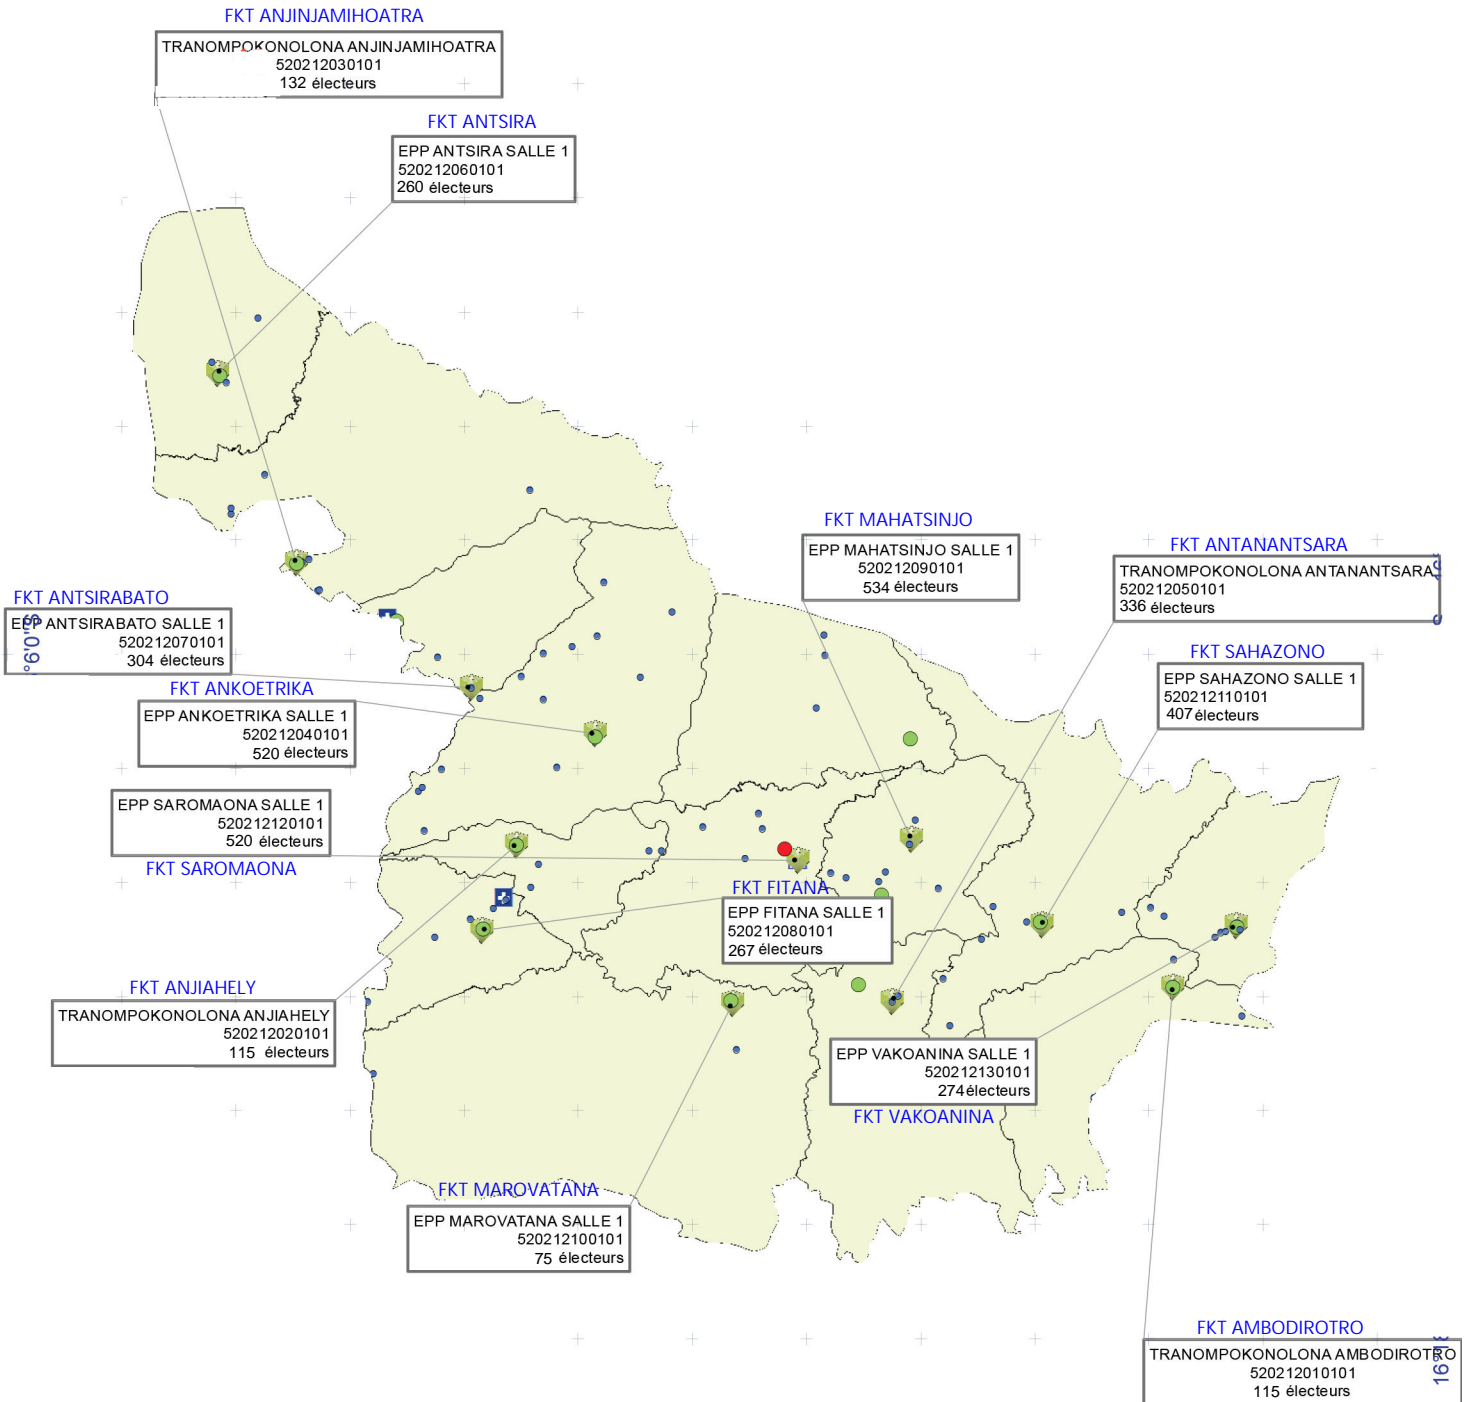 FKT ANJINJAMIHOATRA
TRANOMPOKONOLONA ANJINJAMIHOATRA
520212030101
132 électeurs
FKT ANTSIRA
EPP ANTSIRA SALLE 1
520212060101
260 électeurs
FKT MAHATSINJO
EPP MAHATSINJO SALLE 1
520212090101
534 électeurs
FKT ANTANANTSARA
TRANOMPOKONOLONA ANTANANTSARA
520212050101
336 électeurs
FKT ANTSIRABATO
EPP ANTSIRABATO SALLE 1
520212070101
304 électeurs
FKT SAHAZONO
EPP SAHAZONO SALLE 1
520212110101
407 électeurs
FKT ANKOETRIKA
EPP ANKOETRIKA SALLE 1
520212040101
520 électeurs
EPP SAROMAONA SALLE 1
520212120101
520 électeurs
FKT SAROMAONA
FKT FITANA
EPP FITANA SALLE 1
520212080101
267 électeurs
FKT ANJIAHELY
TRANOMPOKONOLONA ANJIAHELY
520212020101
115 électeurs
EPP VAKOANINA SALLE 1
520212130101
274 électeurs
FKT VAKOANINA
FKT MAROVATANA
EPP MAROVATANA SALLE 1
520212100101
75 électeurs
FKT AMBODIROTRO
TRANOMPOKONOLONA AMBODIROTRO
520212010101
115 électeurs